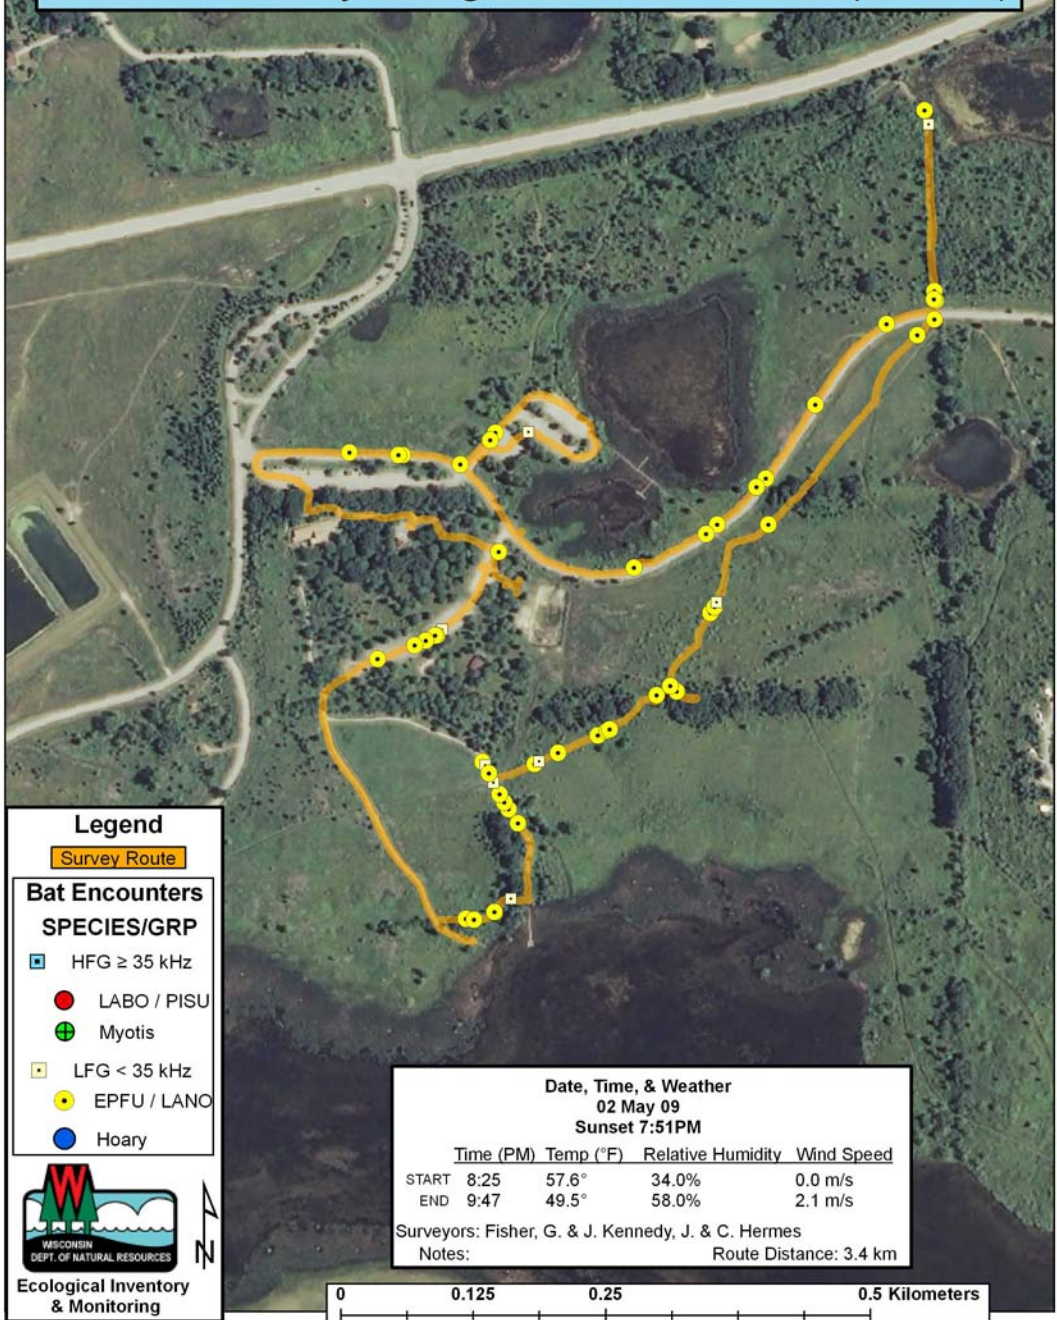 Legend
Survey Route
Bat Encounters
SPECIES/GRP
HFG ≥ 35 kHz
LABO / PISU
Myotis
LFG < 35 kHz
EPFU / LANO
Hoary
W
WISCONSIN
DEPT. OF NATURAL RESOURCES
N
Ecological Inventory
& Monitoring
Date, Time, & Weather
02 May 09
Sunset 7:51PM
Time (PM) Temp (°F) Relative Humidity Wind Speed
START 8:25 57.6° 34.0% 0.0 m/s
END 9:47 49.5° 58.0% 2.1 m/s
Surveyors: Fisher, G. & J. Kennedy, J. & C. Hermes
Notes: Route Distance: 3.4 km
0 0.125 0.25 0.5 Kilometers